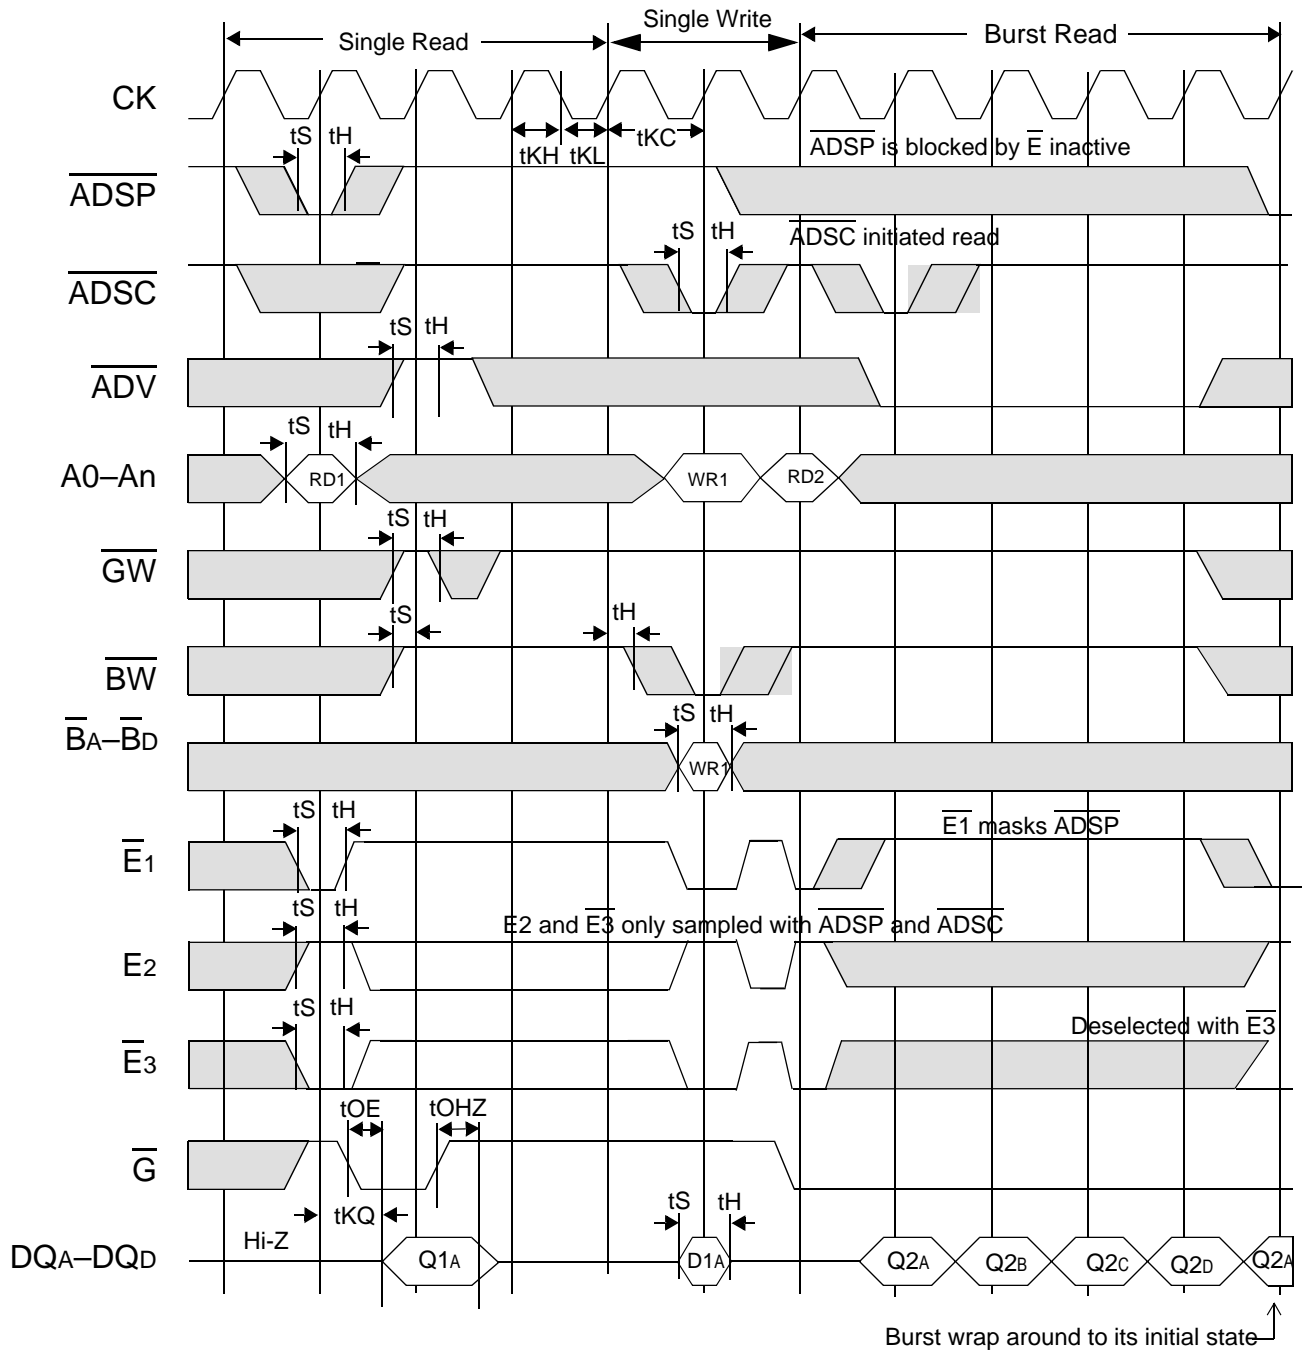 Single Read
Single Write
Burst Read
CK
tS tH
tKH tKL tKC
ADSP is blocked by E inactive
ADSP
tS tH
ADSC initiated read
ADSC
tS tH
ADV
tS tH
A0–An
RD1 WR1 RD2
tS tH
GW
tS tH
BW
tS tH
BA–BD
WR1
tS tH
E1 masks ADSP
E1
tS tH
E2 and E3 only sampled with ADSP and ADSC
E2
tS tH
Deselected with E3
E3
tOE tOHZ
G
tKQ tS tH
Hi-Z
DQA–DQD
Q1A D1A Q2A Q2B Q2C Q2D Q2A
Burst wrap around to its initial state